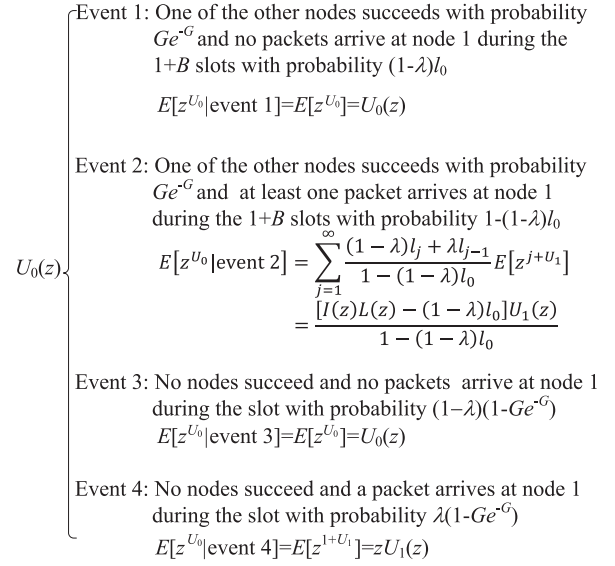 Event 1: One of the other nodes succeeds with probability
Ge^{-G} and no packets arrive at node 1 during the
1+B slots with probability (1-λ)l_0
E[z^{U_0}|event 1]=E[z^{U_0}]=U_0(z)
Event 2: One of the other nodes succeeds with probability
Ge^{-G} and at least one packet arrives at node 1
during the 1+B slots with probability 1-(1-λ)l_0
U_0(z)
E[z^{U_0}|event 2] = \sum_{j=1}^{∞} \frac{(1 − λ)l_j + λl_{j−1}}{1 − (1 − λ)l_0} E[z^{j+U_1}]
= \frac{[I(z)L(z) − (1 − λ)l_0]U_1(z)}{1 − (1 − λ)l_0}
Event 3: No nodes succeed and no packets arrive at node 1
during the slot with probability (1−λ)(1-Ge^{-G})
E[z^{U_0}|event 3]=E[z^{U_0}]=U_0(z)
Event 4: No nodes succeed and a packet arrives at node 1
during the slot with probability λ(1-Ge^{-G})
E[z^{U_0}|event 4]=E[z^{1+U_1}]=zU_1(z)